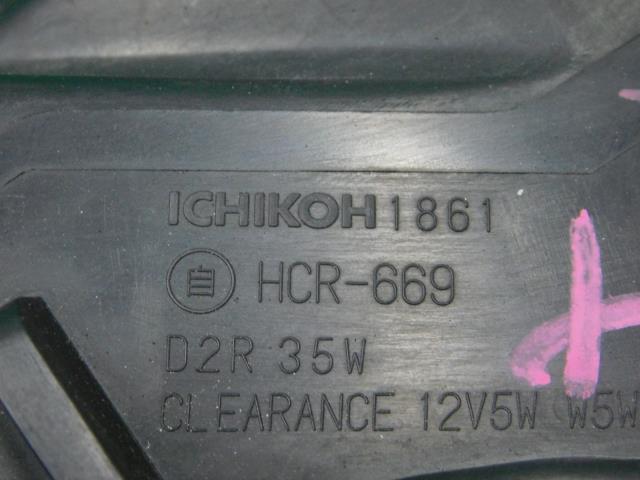 ICHIKOH 1861
自 HCR-669
D2R 35W
CLEARANCE 12V5W W5W